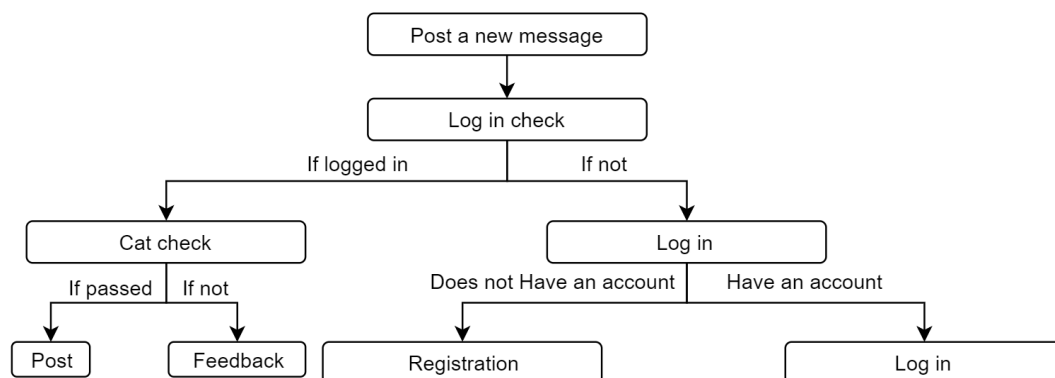 Post a new message
Log in check
If logged in
If not
Cat check
Log in
If passed
If not
Does not Have an account
Have an account
Post
Feedback
Registration
Log in